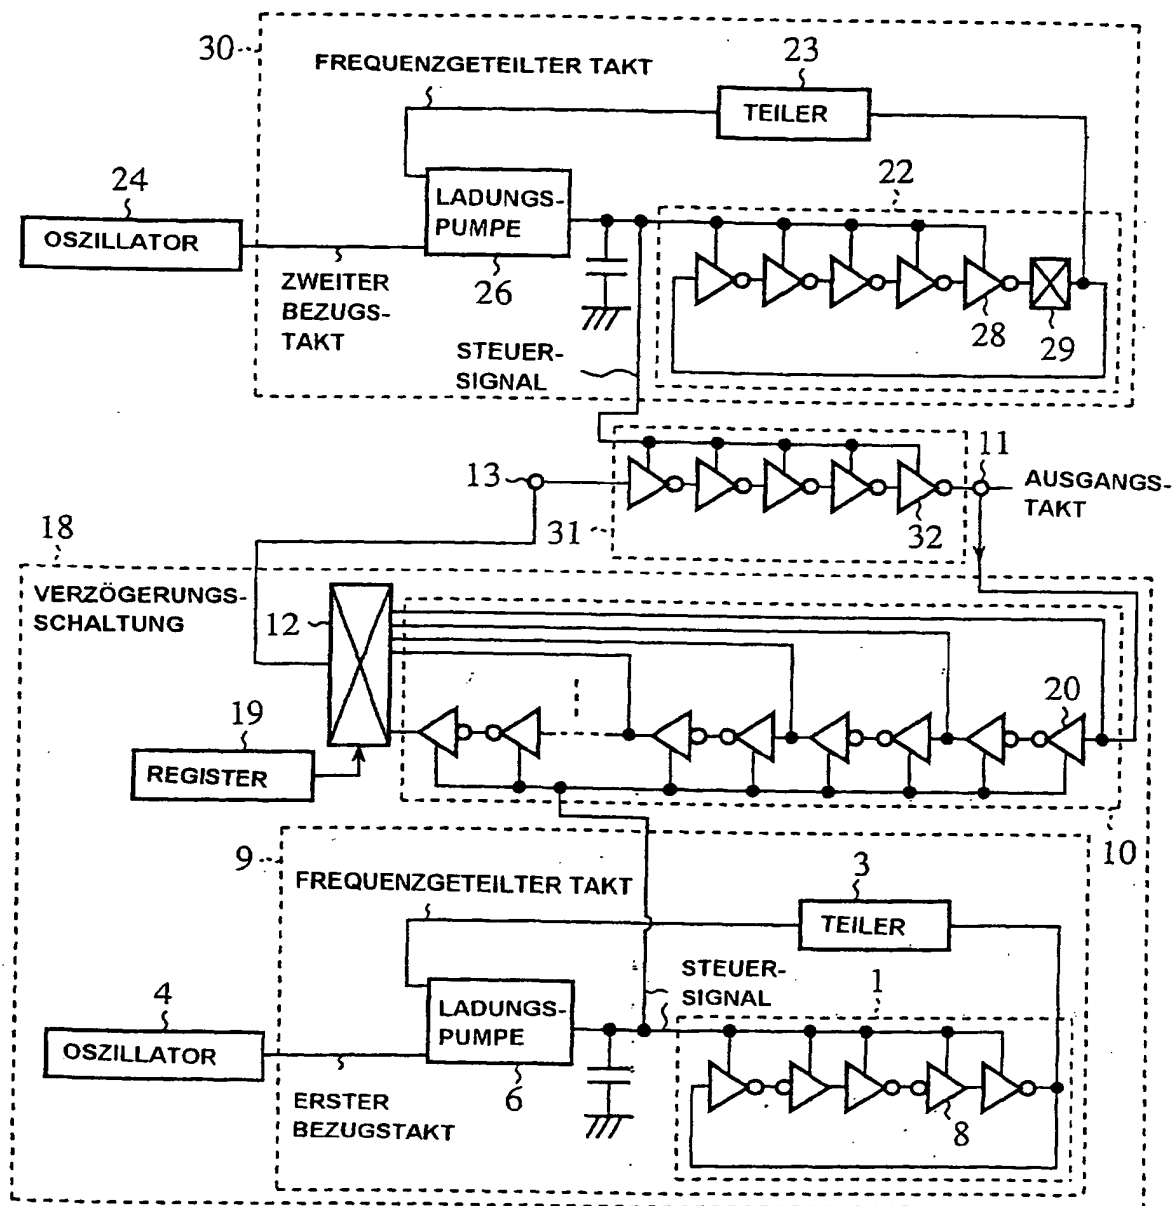 30
FREQUENZGETEILTER TAKT
23
TEILER
24
OSZILLATOR
LADUNGS-
PUMPE
26
22
ZWEITER
BEZUGS-
TAKT
28
29
STEUER-
SIGNAL
13
11
AUSGANGS-
TAKT
31
32
18
VERZÖGERUNGS-
SCHALTUNG
12
20
19
REGISTER
10
9
FREQUENZGETEILTER TAKT
3
TEILER
STEUER-
SIGNAL
1
4
OSZILLATOR
LADUNGS-
PUMPE
6
ERSTER
BEZUGSTAKT
8